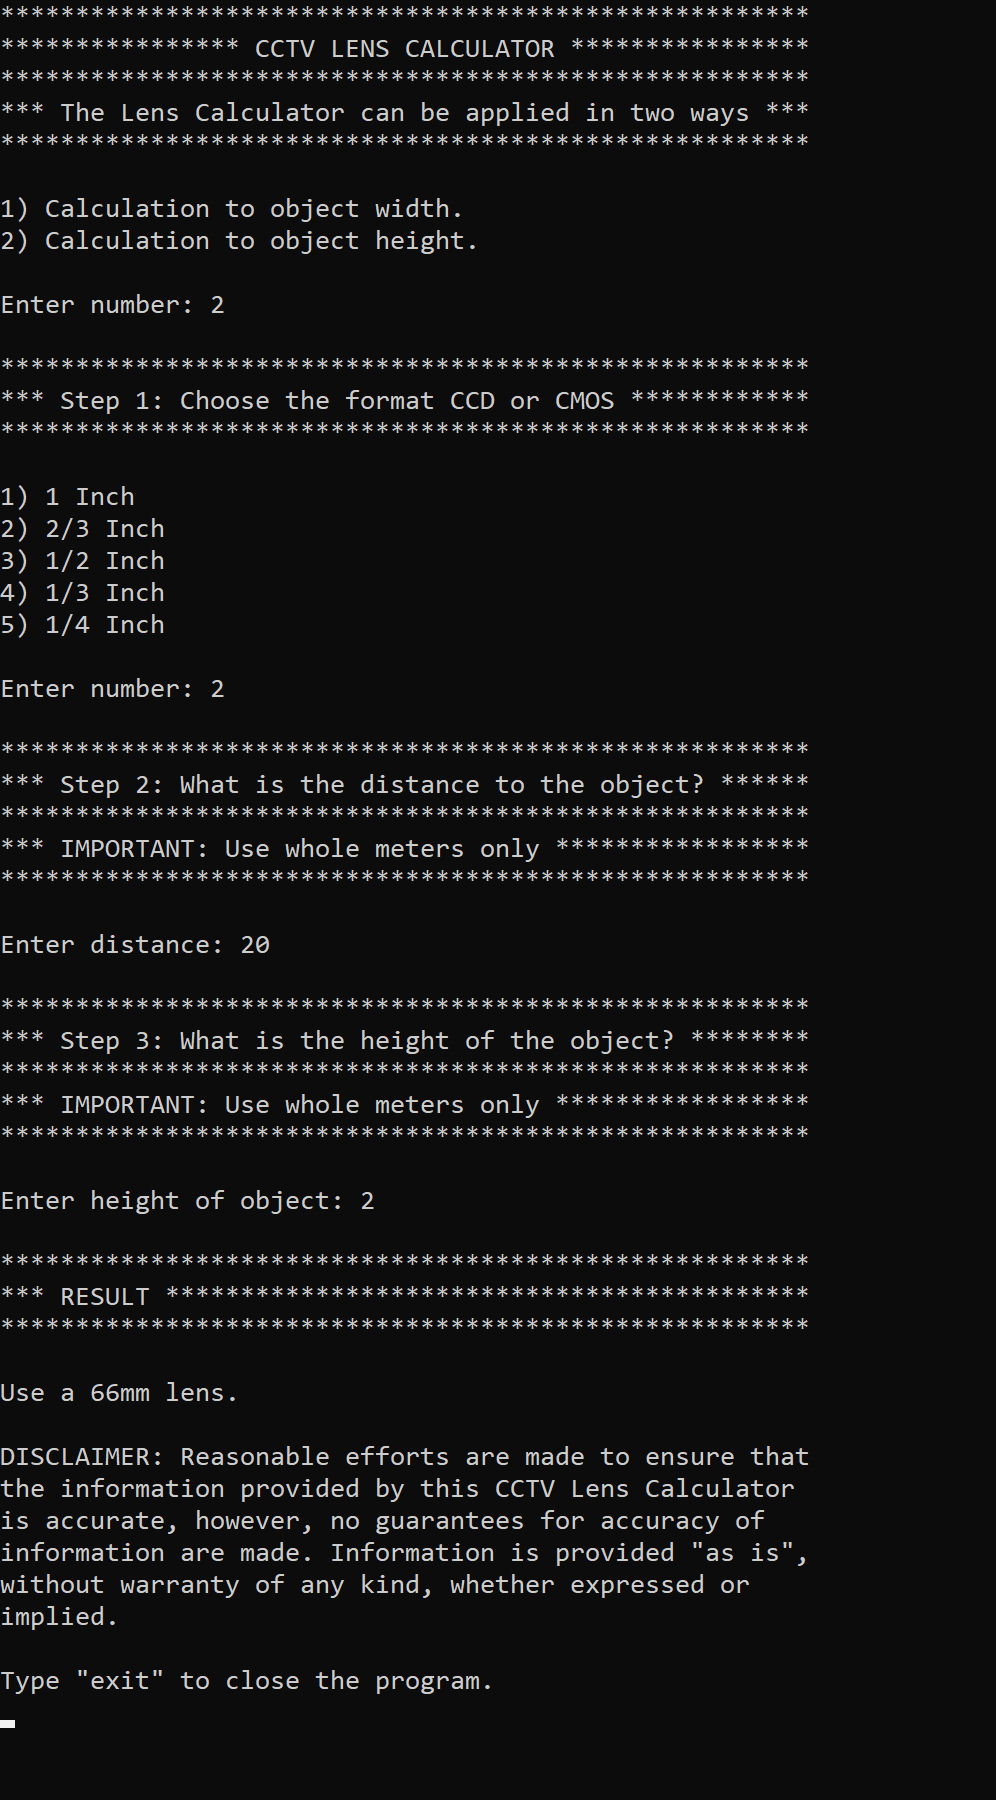 ******************************************************
**************** CCTV LENS CALCULATOR ****************
******************************************************
*** The Lens Calculator can be applied in two ways ***
******************************************************
1) Calculation to object width.
2) Calculation to object height.
Enter number: 2
******************************************************
*** Step 1: Choose the format CCD or CMOS ************
******************************************************
1) 1 Inch
2) 2/3 Inch
3) 1/2 Inch
4) 1/3 Inch
5) 1/4 Inch
Enter number: 2
******************************************************
*** Step 2: What is the distance to the object? ******
******************************************************
*** IMPORTANT: Use whole meters only *****************
******************************************************
Enter distance: 20
******************************************************
*** Step 3: What is the height of the object? ********
******************************************************
*** IMPORTANT: Use whole meters only *****************
******************************************************
Enter height of object: 2
******************************************************
*** RESULT *******************************************
******************************************************
Use a 66mm lens.
DISCLAIMER: Reasonable efforts are made to ensure that
the information provided by this CCTV Lens Calculator
is accurate, however, no guarantees for accuracy of
information are made. Information is provided "as is",
without warranty of any kind, whether expressed or
implied.
Type "exit" to close the program.